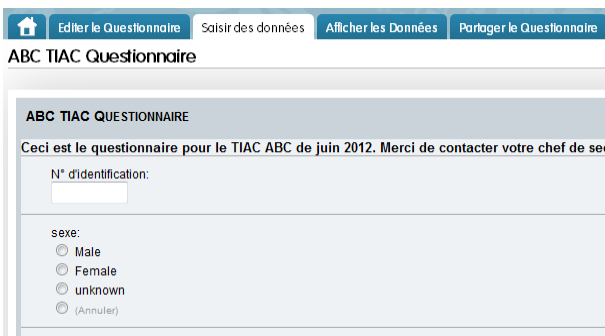 Editer le Questionnaire Saisir des données Afficher les Données Partager le Questionnaire
ABC TIAC Questionnaire
ABC TIAC QUESTIONNAIRE
Ceci est le questionnaire pour le TIAC ABC de juin 2012. Merci de contacter votre chef de se
N° d'identification:
sexe:
Male
Female
unknown
(Annuler)